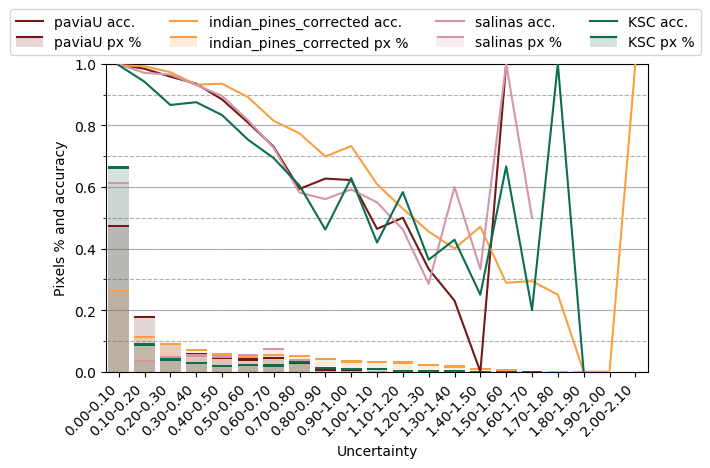 paviaU acc. indian_pines_corrected acc. salinas acc. KSC acc.
paviaU px % indian_pines_corrected px % salinas px % KSC px %
1.0
0.8
0.6
0.4
0.2
0.0
Pixels % and accuracy
0.00-0.10 0.10-0.20 0.20-0.30 0.30-0.40 0.40-0.50 0.50-0.60 0.60-0.70 0.70-0.80 0.80-0.90 0.90-1.00 1.00-1.10 1.10-1.20 1.20-1.30 1.30-1.40 1.40-1.50 1.50-1.60 1.60-1.70 1.70-1.80 1.80-1.90 1.90-2.00 2.00-2.10
Uncertainty